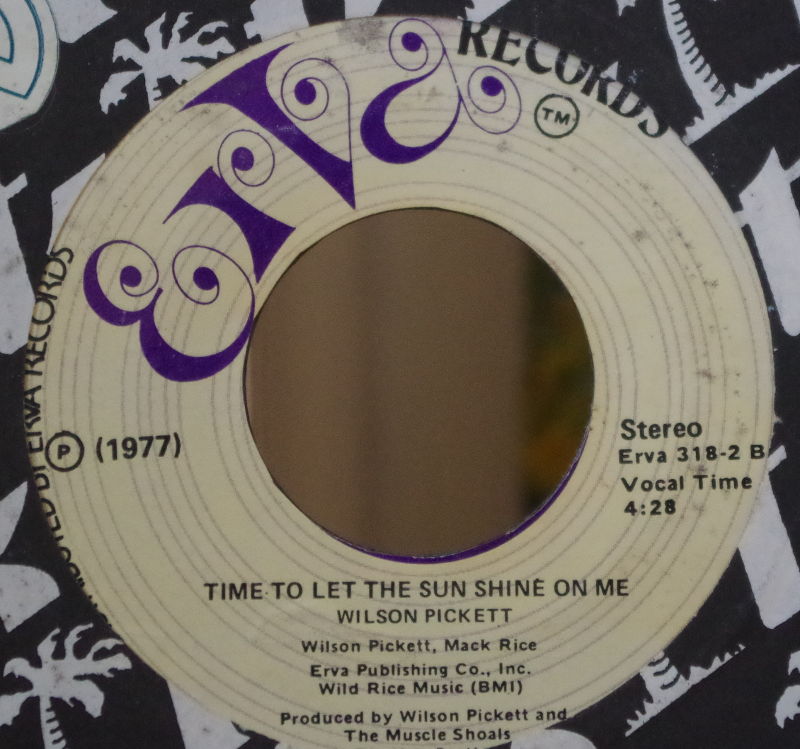 Erva RECORDS
TM
ERVA RECORDS
P (1977)
Stereo
Erva 318-2 B
Vocal Time
4:28
TIME TO LET THE SUN SHINE ON ME
WILSON PICKETT
Wilson Pickett, Mack Rice
Erva Publishing Co., Inc.
Wild Rice Music (BMI)
Produced by Wilson Pickett and
The Muscle Shoals